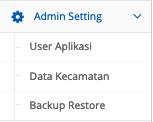 Admin Setting
User Aplikasi
Data Kecamatan
Backup Restore